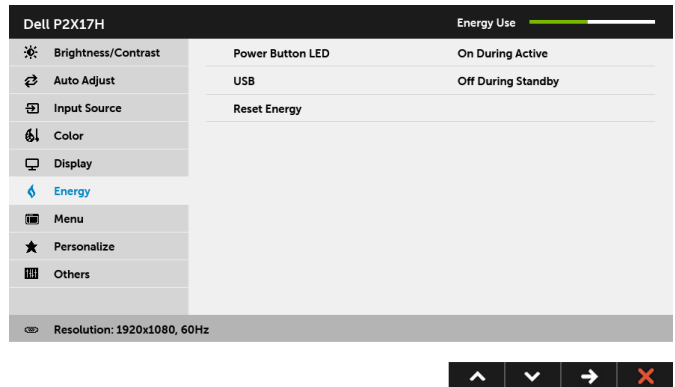 Dell P2X17H Energy Use
Brightness/Contrast Power Button LED On During Active
Auto Adjust USB Off During Standby
Input Source Reset Energy
Color
Display
Energy
Menu
Personalize
Others
Resolution: 1920x1080, 60Hz